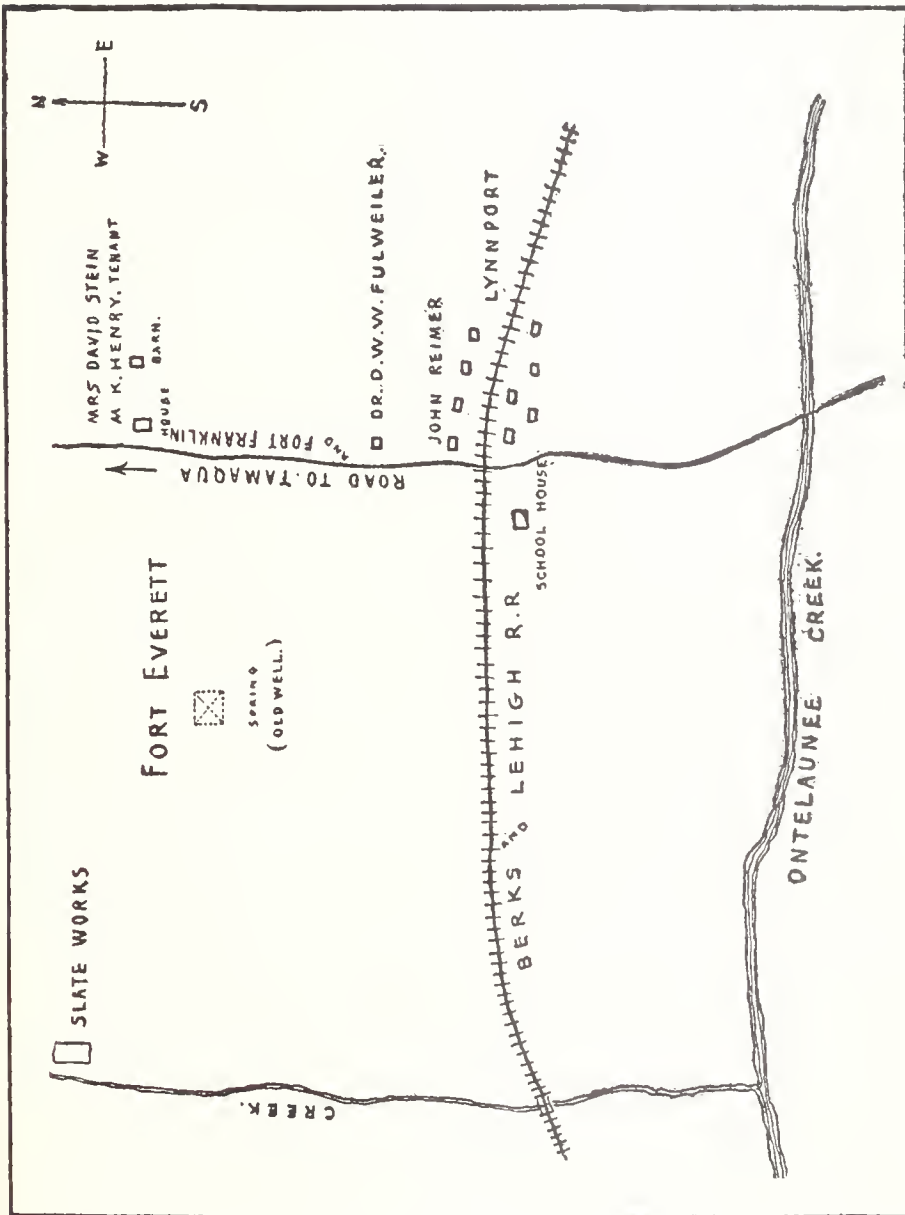 N
W E
S
MRS DAVID STEIN
M K. HENRY. TENANT
HOUSE BARN.
SLATE WORKS
FORT EVERETT
SPRING
(OLD WELL.)
ROAD TO.TAMAQUA
AND FORT FRANKLIN
DR..D.W.W.FULWEILER.
JOHN REIMER
LYNNPORT
SCHOOL HOUSE.
BERKS AND LEHIGH R.R
CREEK.
ONTELAUNEE CREEK.